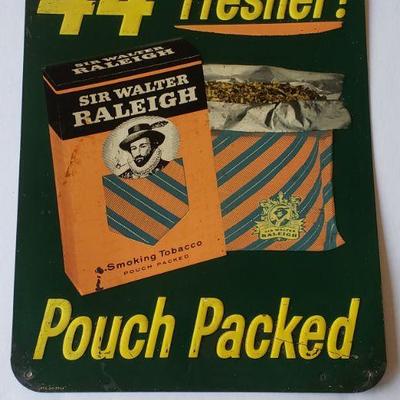 44 Fresher!
SIR WALTER
RALEIGH
SIR WALTER
RALEIGH
Smoking Tobacco
POUCH PACKED
SIR WALTER
RALEIGH
Pouch Packed